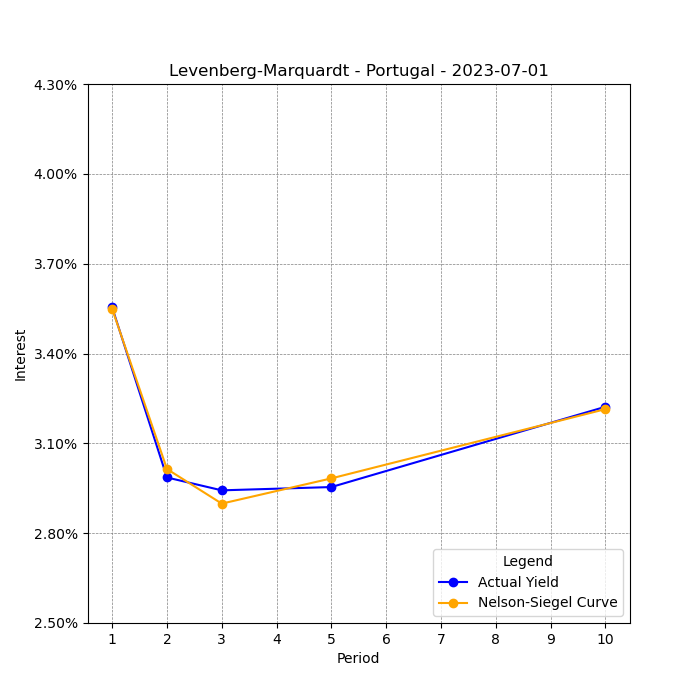 Levenberg-Marquardt - Portugal - 2023-07-01
4.30%
4.00%
3.70%
3.40%
3.10%
2.80%
2.50%
Interest
1 2 3 4 5 6 7 8 9 10
Period
Legend
Actual Yield
Nelson-Siegel Curve